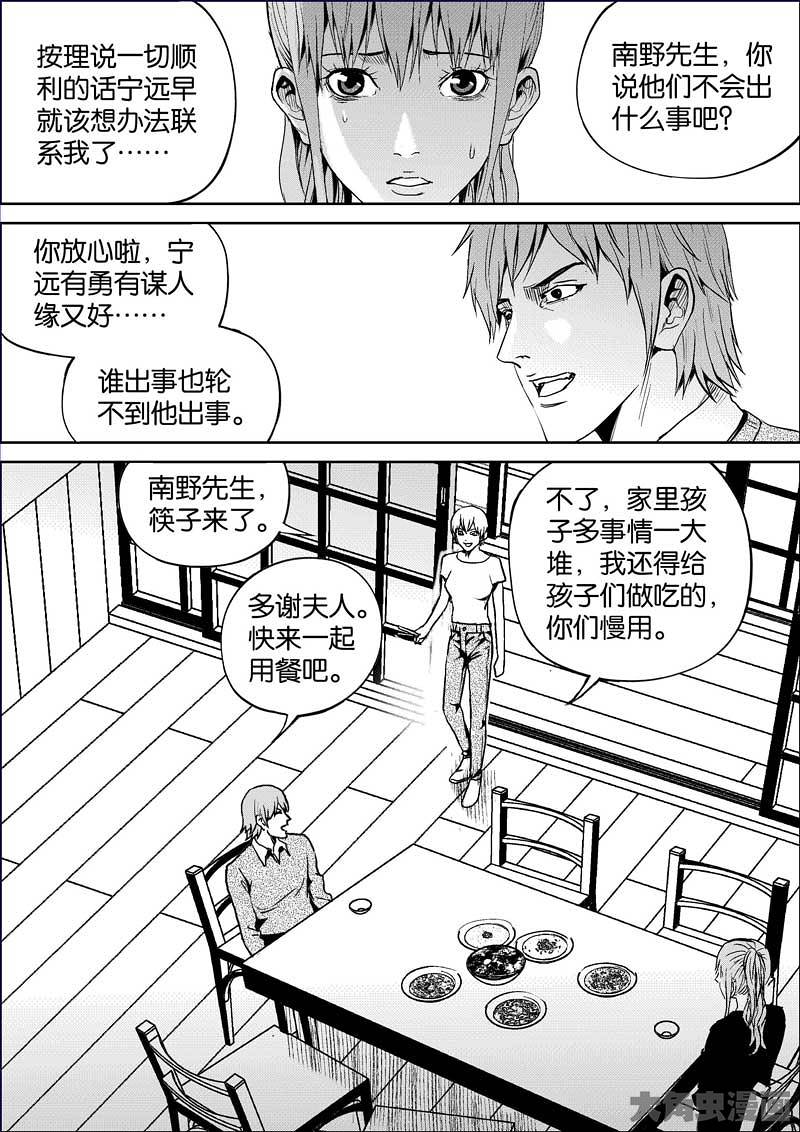 按理说一切顺
利的话宁远早
就该想办法联
系我了……
南野先生，你
说他们不会出
什么事吧？
你放心啦，宁
远有勇有谋人
缘又好……
谁出事也轮
不到他出事。
南野先生，
筷子来了。
多谢夫人。
快来一起
用餐吧。
不了，家里孩
子多事情一大
堆，我还得给
孩子们做吃的，
你们慢用。
大角虫漫画